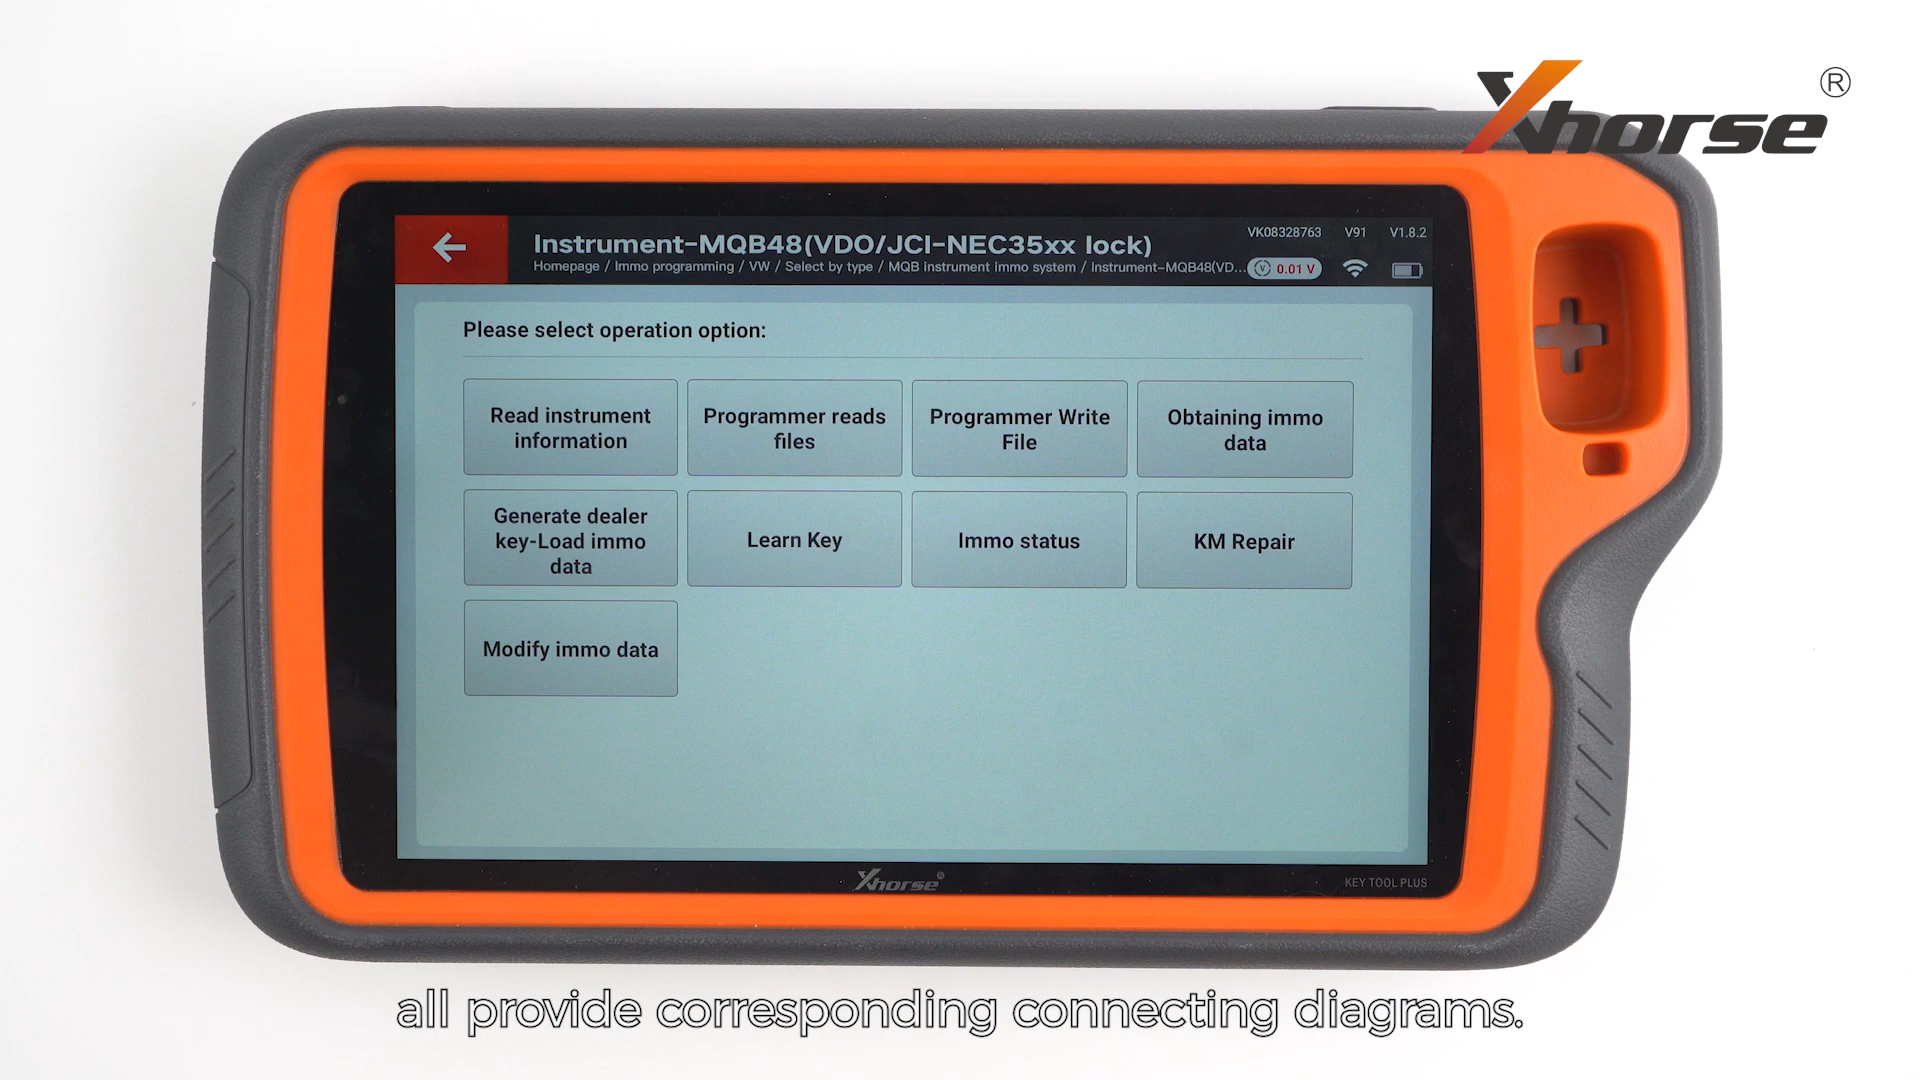 Xhorse®
Instrument-MQB48(VDO/JCI-NEC35xx lock)
VK08328763 V91 V1.8.2
Homepage / Immo programming / VW / Select by type / MQB instrument immo system / Instrument-MQB48(VD...
0.01 V
Please select operation option:
Read instrument
information
Programmer reads
files
Programmer Write
File
Obtaining immo
data
Generate dealer
key-Load immo
data
Learn Key
Immo status
KM Repair
Modify immo data
Xhorse®
KEY TOOL PLUS
all provide corresponding connecting diagrams.